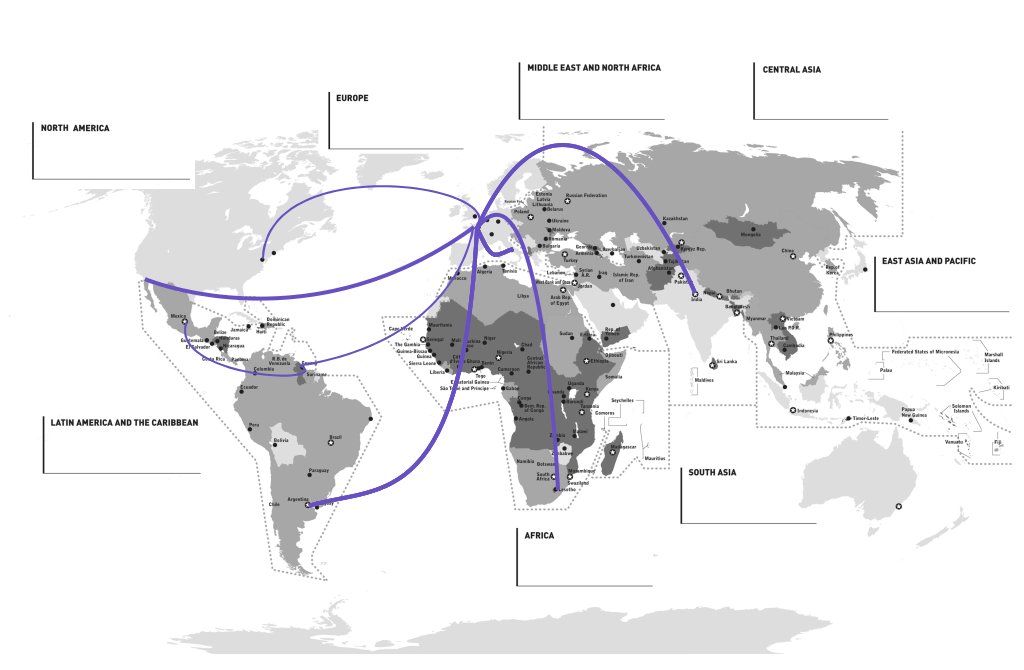 MIDDLE EAST AND NORTH AFRICA
CENTRAL ASIA
EUROPE
NORTH AMERICA
Estonia
Latvia
Lithuania
Russian Federation
Belarus
Poland
Ukraine
Moldova
Romania
Bulgaria
Kazakhstan
Mongolia
Georgia
Armenia
Azerbaijan
Uzbekistan
Kyrgyz Rep.
Turkmenistan
Tajikistan
Turkey
China
Rep.of
Korea
EAST ASIA AND PACIFIC
Morocco
Algeria
Tunisia
Lebanon
Syrian
A.R.
Iraq
Islamic Rep.
of Iran
Afghanistan
Pakistan
West Bank and Gaza
Jordan
Libya
Arab Rep.
of Egypt
Nepal
Bhutan
India
Bangladesh
Myanmar
Vietnam
Lao P.D.R.
Thailand
Cambodia
Philippines
Mexico
Belize
Jamaica
Dominican
Republic
Haiti
Guatemala
Honduras
El Salvador
Nicaragua
Costa Rica
Panama
R.B. de
Venezuela
Guyana
Colombia
Suriname
Ecuador
Peru
Bolivia
Brazil
Paraguay
Argentina
Chile
Cape Verde
Mauritania
Senegal
The Gambia
Guinea-Bissau
Guinea
Sierra Leone
Liberia
Mali
Niger
Nigeria
Chad
Togo
Benin
Cameroon
Equatorial Guinea
São Tomé and Principe
Gabon
Central
African
Republic
Sudan
Eritrea
Rep. of
Yemen
Djibouti
Ethiopia
Somalia
Uganda
Kenya
Burundi
Tanzania
Congo
Dem. Rep.
of Congo
Angola
Comoros
Seychelles
Zambia
Malawi
Zimbabwe
Madagascar
Mauritius
Namibia
Botswana
Mozambique
South
Africa
Swaziland
Lesotho
Sri Lanka
Maldives
Malaysia
Indonesia
Timor-Leste
Papua
New Guinea
Federated States of Micronesia
Palau
Marshall
Islands
Kiribati
Solomon
Islands
Vanuatu
Fiji
LATIN AMERICA AND THE CARIBBEAN
SOUTH ASIA
AFRICA